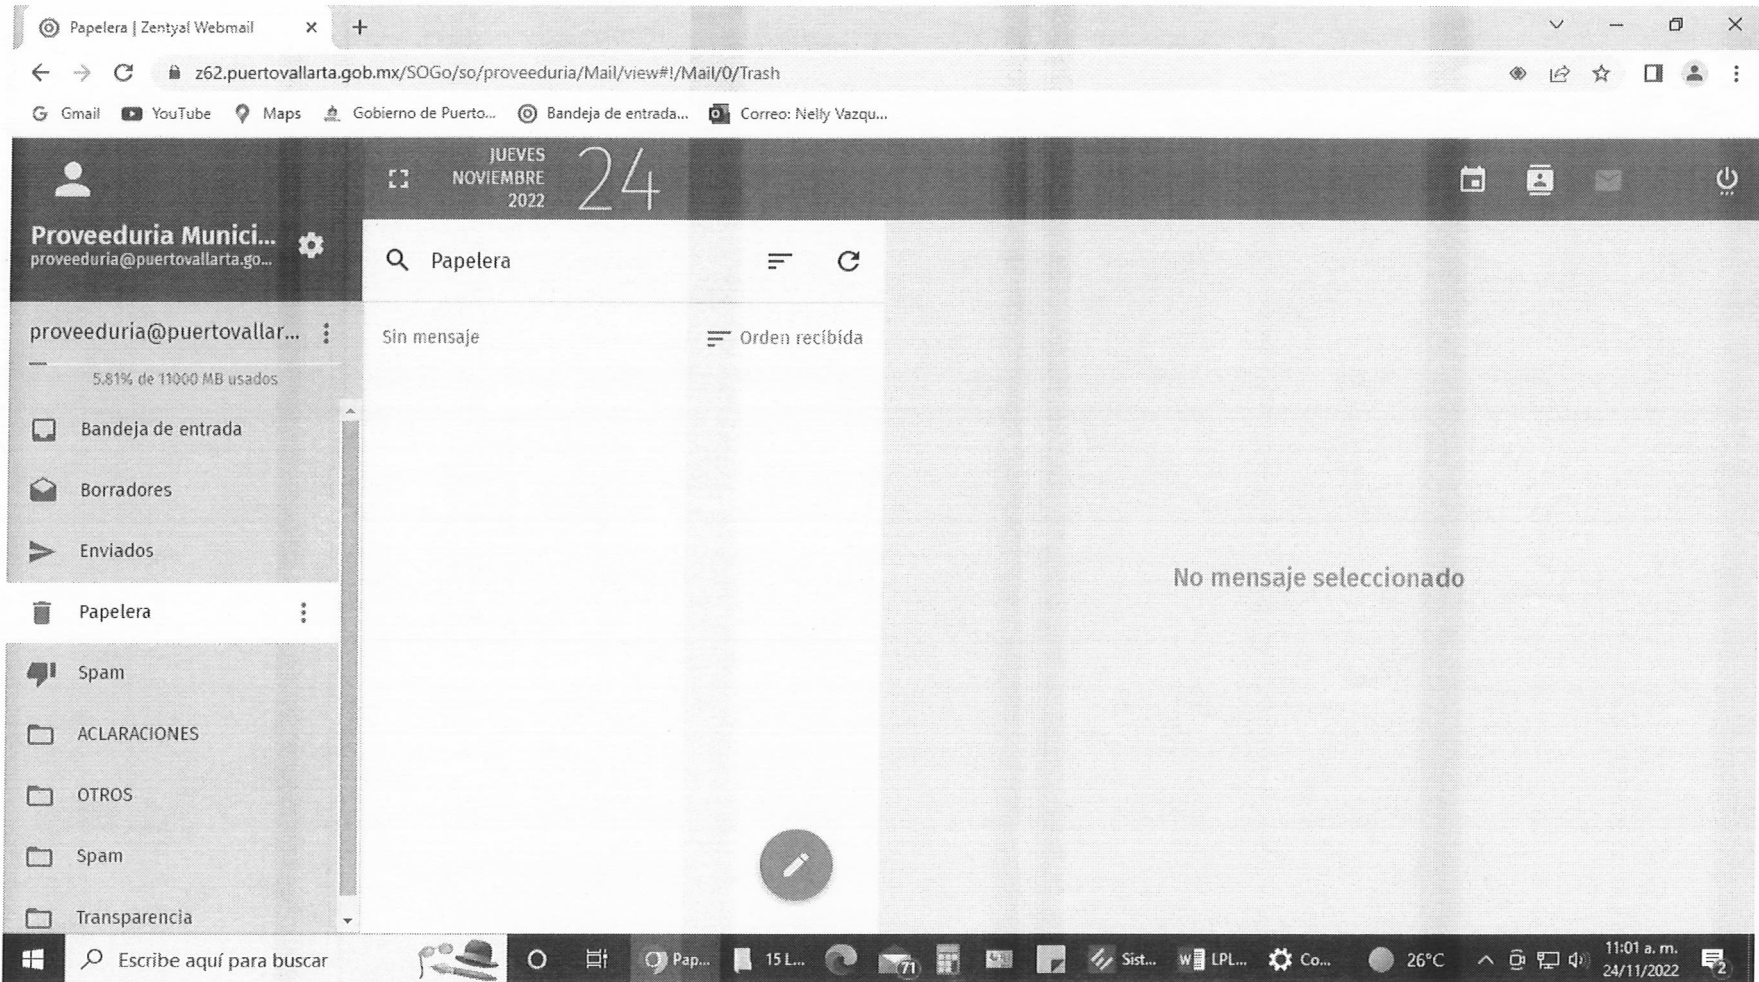 Papelera | Zentyal Webmail
z62.puertovallarta.gob.mx/SOGo/so/proveeduria/Mail/view#!/Mail/0/Trash
Gmail YouTube Maps Gobierno de Puerto... Bandeja de entrada... Correo: Nelly Vazqu...
JUEVES
NOVIEMBRE
2022
24
Proveeduria Munici...
proveeduria@puertovallarta.go...
Papelera
proveeduria@puertovallar...
5.81% de 11000 MB usados
Sin mensaje
Orden recibida
Bandeja de entrada
Borradores
Enviados
Papelera
Spam
ACLARACIONES
OTROS
Spam
Transparencia
No mensaje seleccionado
Escribe aquí para buscar
Pap...
15 L...
71
Sist...
LPL...
Co...
26°C
11:01 a. m.
24/11/2022
2